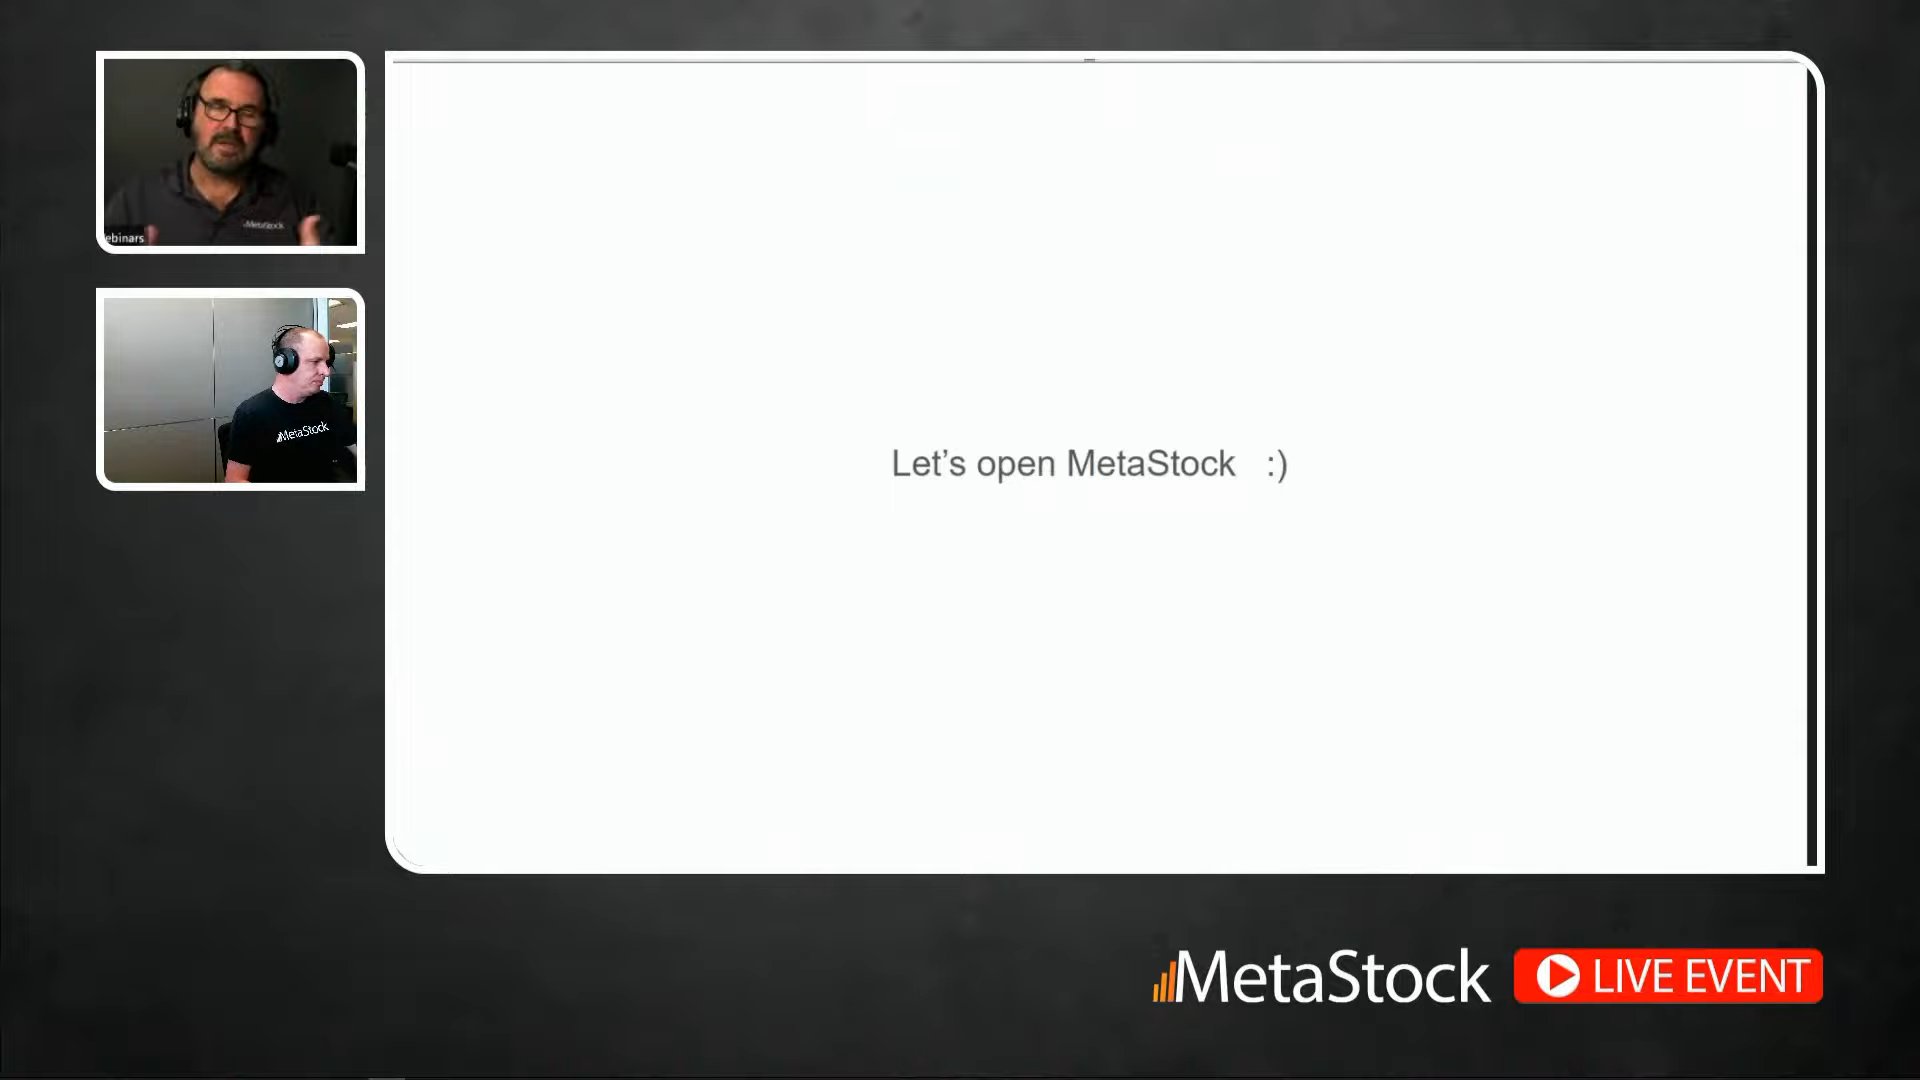 MetaStock
ebinars
MetaStock
Let’s open MetaStock :)
MetaStock
LIVE EVENT